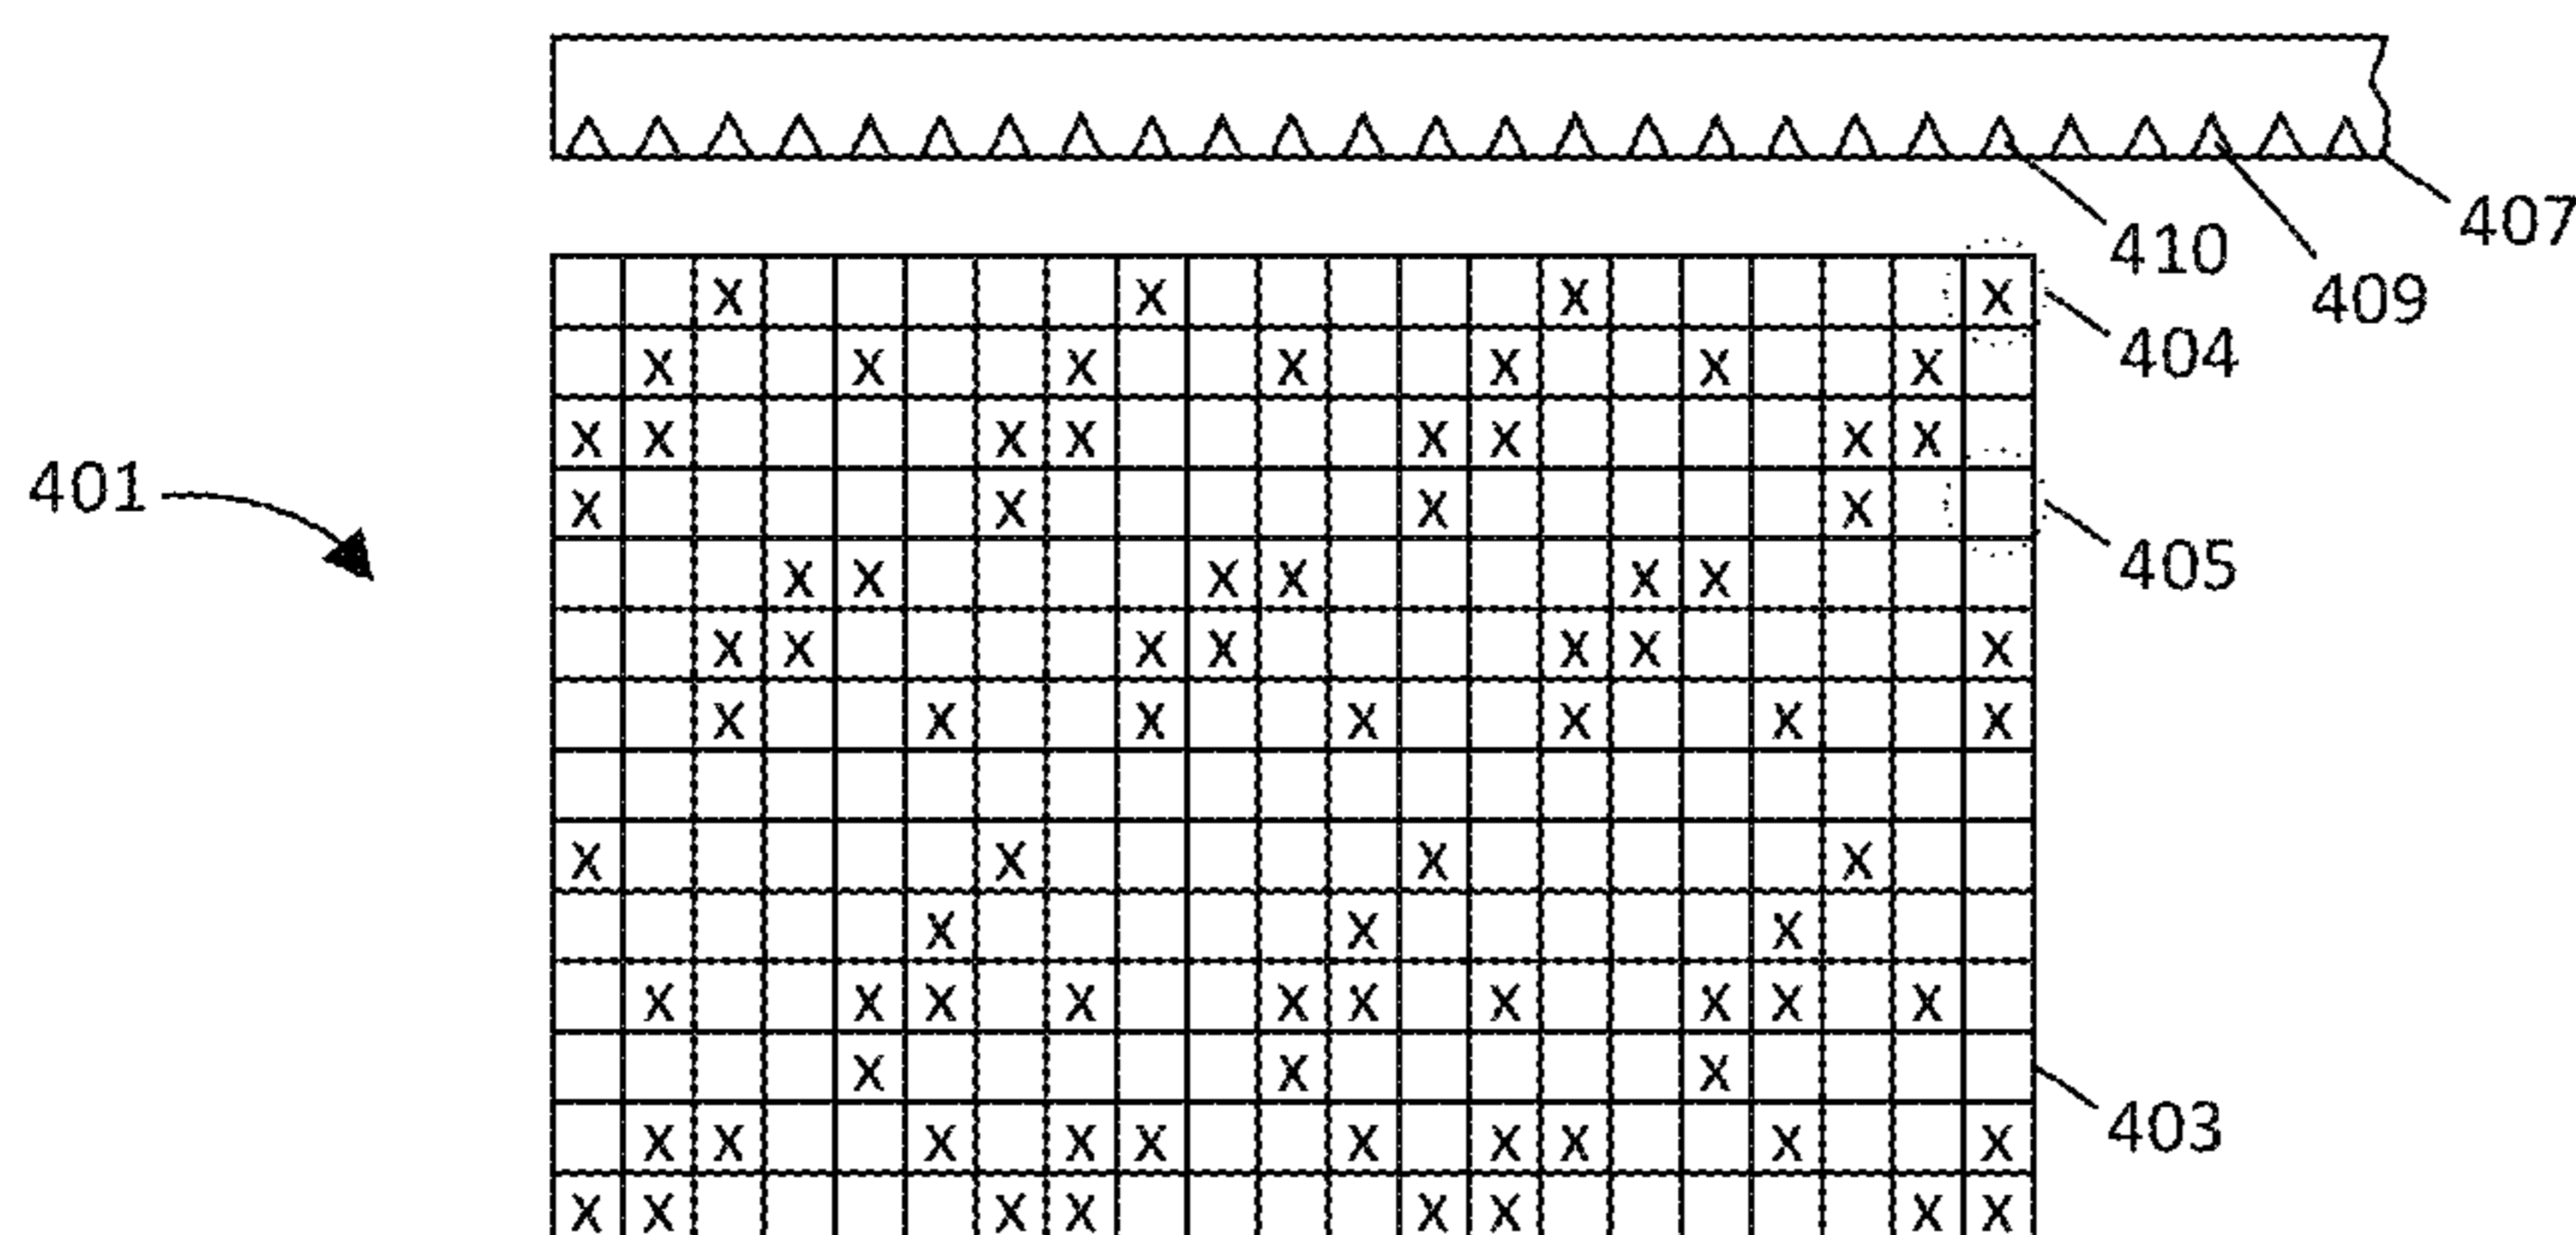 407
410
409
X X X X
404
X X X X X X X
X X X X X X X X
401
X X X X
405
X X X X X X
X X X X X X X
X X X X X X X
X X X X
X X X
X X X X X X X X X X
X X X
403
X X X X X X X X X X
X X X X X X X X